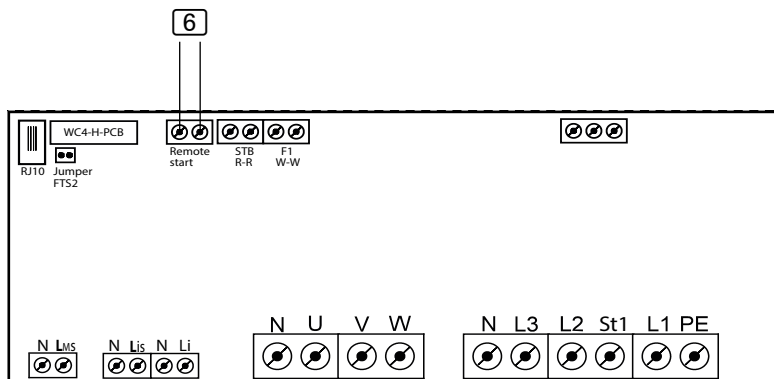 6
WC4-H-PCB
RJ10 Jumper
FTS2
Remote
start
STB
R-R
F1
W-W
N LMS
N LiS N Li
N U V W
N L3 L2 St1 L1 PE